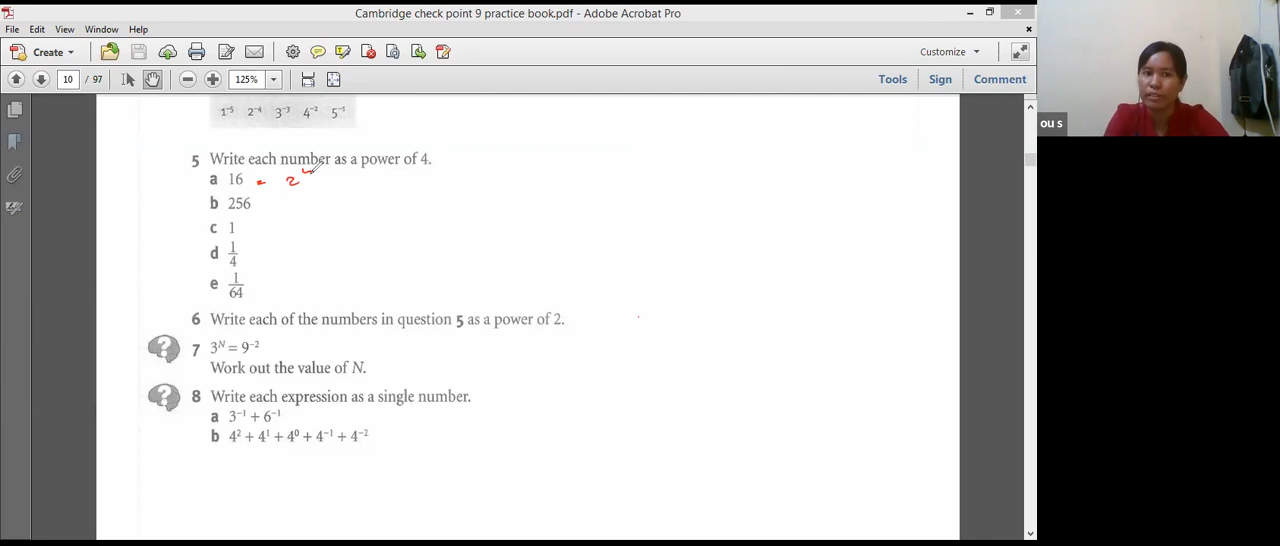 Cambridge check point 9 practice book.pdf - Adobe Acrobat Pro
File Edit View Window Help
Create Customize
10 / 97 125% Tools Sign Comment
1⁻⁵ 2⁻⁴ 3⁻³ 4⁻² 5⁻¹
5 Write each number as a power of 4.
a 16 = 2
b 256
c 1
d 1/4
e 1/64
6 Write each of the numbers in question 5 as a power of 2.
7 3ᴺ = 9⁻²
Work out the value of N.
8 Write each expression as a single number.
a 3⁻¹ + 6⁻¹
b 4² + 4¹ + 4⁰ + 4⁻¹ + 4⁻²
ou s